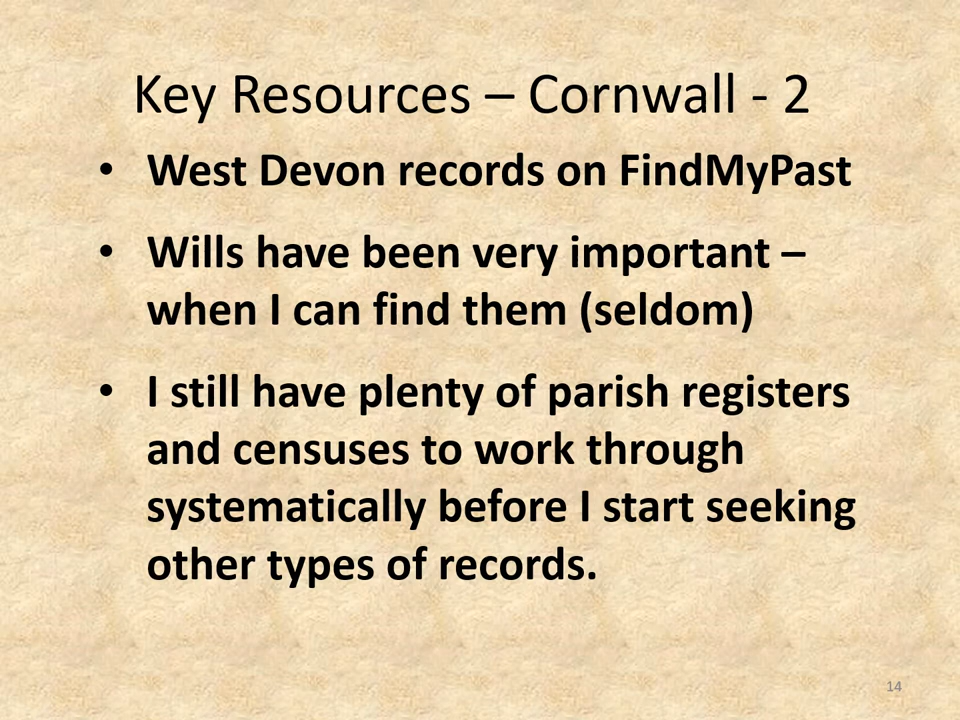 Key Resources – Cornwall - 2
• West Devon records on FindMyPast
• Wills have been very important –
when I can find them (seldom)
• I still have plenty of parish registers
and censuses to work through
systematically before I start seeking
other types of records.
14